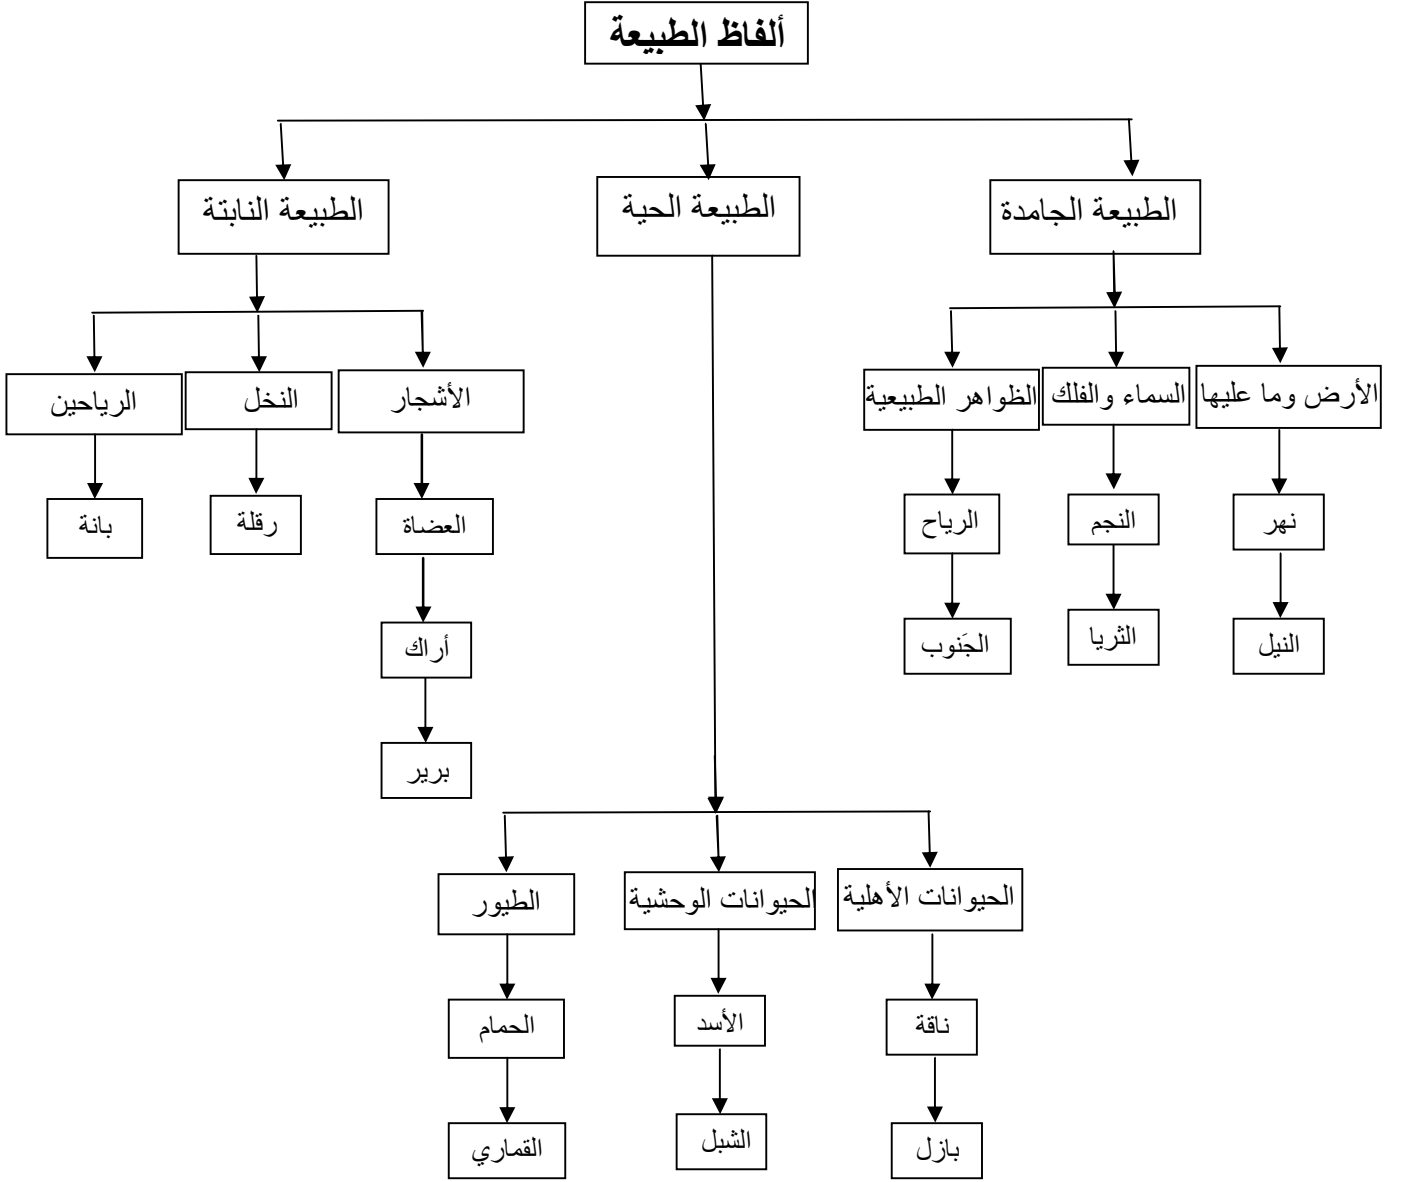 ألفاظ الطبيعة
الطبيعة الجامدة
الطبيعة الحية
الطبيعة النابتة
الأرض وما عليها
السماء والفلك
الظواهر الطبيعية
الأشجار
النخل
الرياحين
نهر
النجم
الرياح
العضاة
رقلة
بانة
النيل
الثريا
الجَنوب
أراك
برير
الحيوانات الأهلية
الحيوانات الوحشية
الطيور
ناقة
الأسد
الحمام
بازل
الشبل
القماري